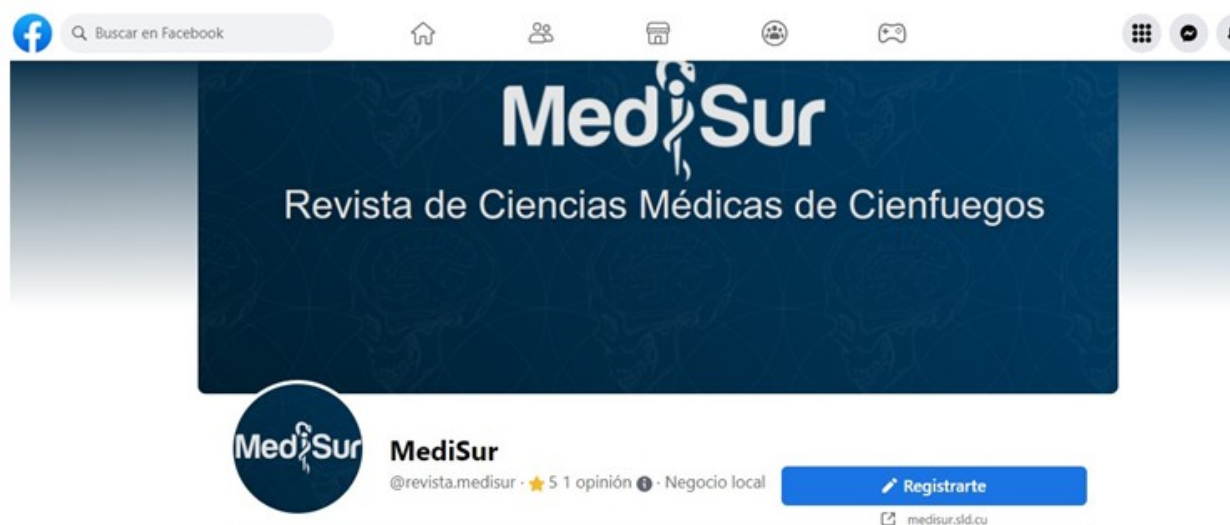 Buscar en Facebook
MediSur
Revista de Ciencias Médicas de Cienfuegos
MediSur
MediSur
@revista.medisur · 5 1 opinión · Negocio local
Registrarte
medisur.sld.cu